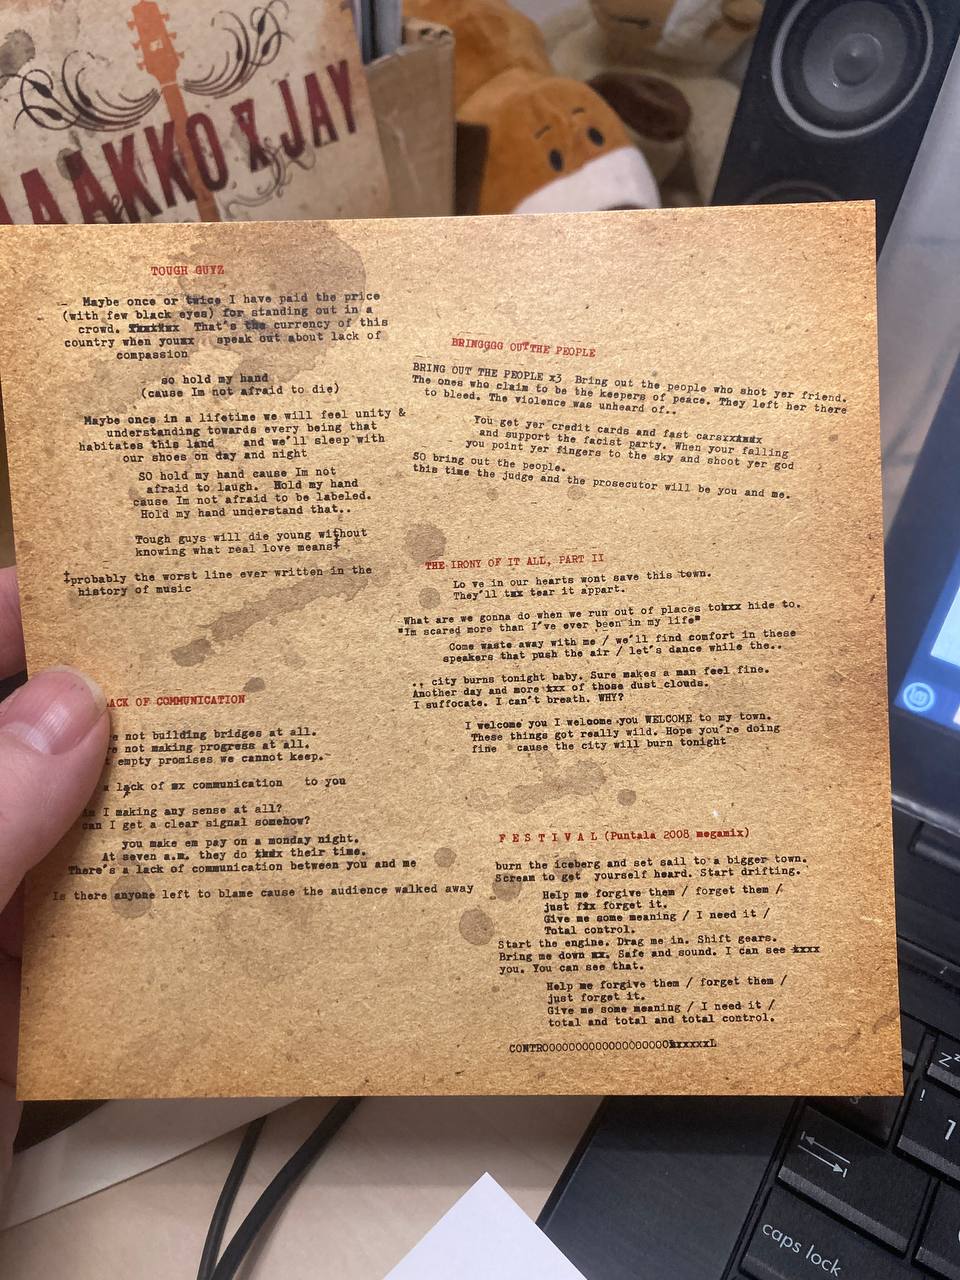 AAKKO & JAY
TOUGH GUYZ
Maybe once or twice I have paid the price
(with few black eyes) for standing out in a
crowd. That's the currency of this
country when youxx speak out about lack of
compassion
so hold my hand
(cause Im not afraid to die)
Maybe once in a lifetime we will feel unity &
understanding towards every being that
habitates this land and we'll sleep with
our shoes on day and night
SO hold my hand cause Im not
afraid to laugh. Hold my hand
cause Im not afraid to be labeled.
Hold my hand understand that..
Tough guys will die young without
knowing what real love means‡
‡probably the worst line ever written in the
history of music
LACK OF COMMUNICATION
e not building bridges at all.
e not making progress at all.
t empty promises we cannot keep.
a lack of mx communication to you
I making any sense at all?
can I get a clear signal somehow?
you make em pay on a monday night.
At seven a.m. they do their time.
There's a lack of communication between you and me
Is there anyone left to blame cause the audience walked away
BRINGGGG OUTTHE PEOPLE
BRING OUT THE PEOPLE x3 Bring out the people who shot yer friend.
The ones who claim to be the keepers of peace. They left her there
to bleed. The violence was unheard of..
You get yer credit cards and fast cars
and support the facist party. When your falling
you point yer fingers to the sky and shoot yer god
SO bring out the people.
this time the judge and the prosecutor will be you and me.
THE IRONY OF IT ALL, PART II
Lo ve in our hearts wont save this town.
They'll txx tear it appart.
What are we gonna do when we run out of places toxxx hide to.
"Im scared more than I've ever been in my life"
Come waste away with me / we'll find comfort in these
speakers that push the air / let's dance while the..
.. city burns tonight baby. Sure makes a man feel fine.
Another day and more xxx of those dust clouds.
I suffocate. I can't breath. WHY?
I welcome you I welcome you WELCOME to my town.
These things got really wild. Hope you're doing
fine cause the city will burn tonight
F E S T I V A L (Puntala 2008 megamix)
burn the iceberg and set sail to a bigger town.
Scream to get yourself heard. Start drifting.
Help me forgive them / forget them /
just fxx forget it.
Give me some meaning / I need it /
Total control.
Start the engine. Drag me in. Shift gears.
Bring me down xx. Safe and sound. I can see xxxx
you. You can see that.
Help me forgive them / forget them /
just forget it.
Give me some meaning / I need it /
total and total and total control.
CONTROOOOOOOOOOOOOOOOOOOOLxxxxxL
Z
!
1
caps lock